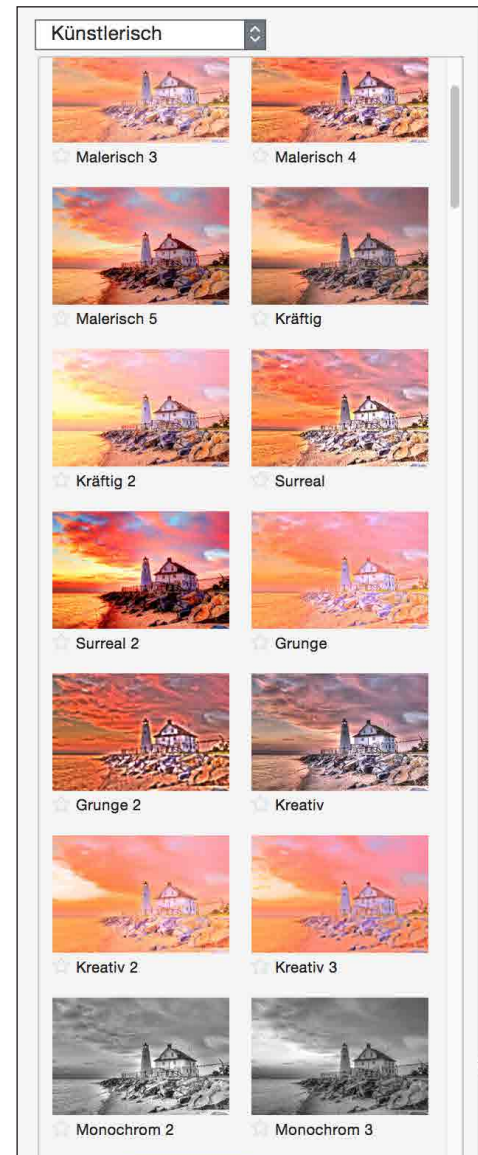 Künstlerisch
Malerisch 3
Malerisch 4
Malerisch 5
Kräftig
Kräftig 2
Surreal
Surreal 2
Grunge
Grunge 2
Kreativ
Kreativ 2
Kreativ 3
Monochrom 2
Monochrom 3